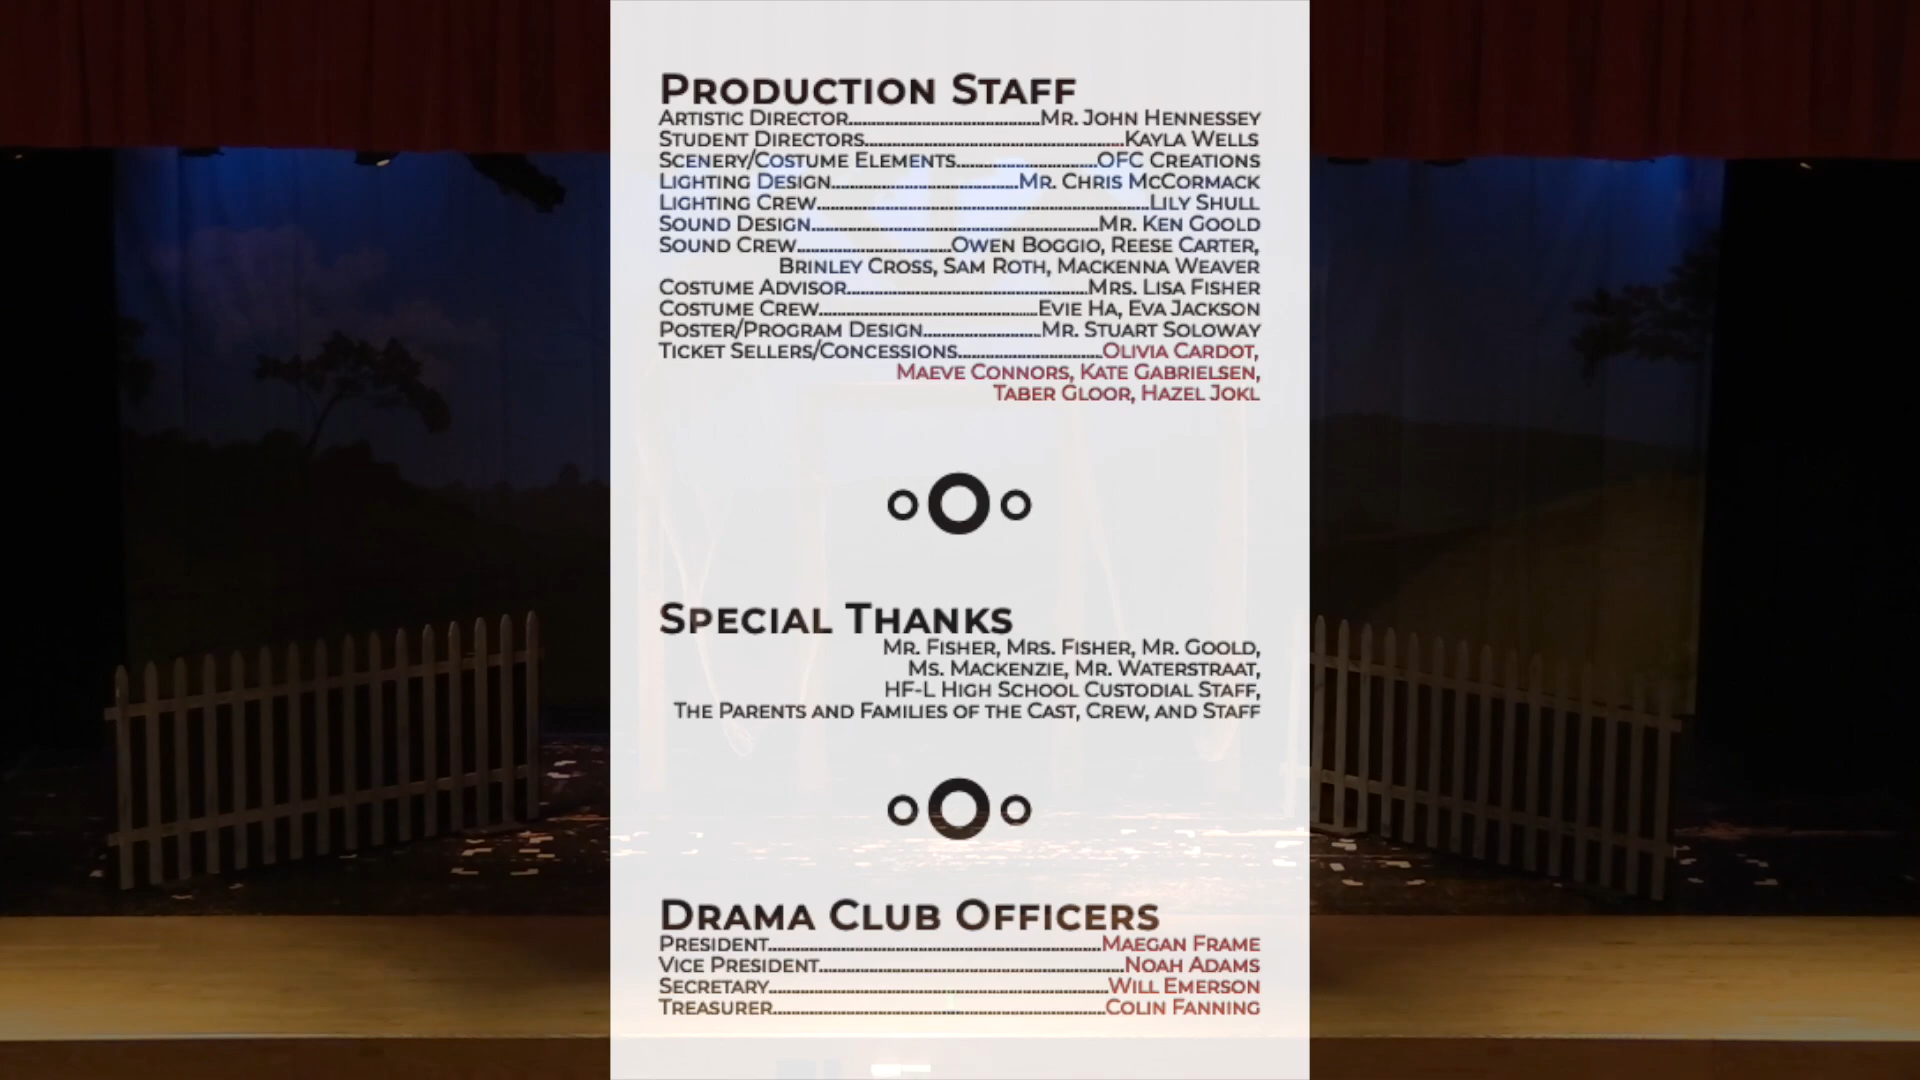 Production Staff
Artistic Director........................................Mr. John Hennessey
Student Directors........................................Kayla Wells
Scenery/Costume Elements........................................OFC Creations
Lighting Design........................................Mr. Chris McCormack
Lighting Crew........................................Lily Shull
Sound Design........................................Mr. Ken Goold
Sound Crew........................................Owen Boggio, Reese Carter,
Brinley Cross, Sam Roth, Mackenna Weaver
Costume Advisor........................................Mrs. Lisa Fisher
Costume Crew........................................Evie Ha, Eva Jackson
Poster/Program Design........................................Mr. Stuart Soloway
Ticket Sellers/Concessions........................................Olivia Cardot,
Maeve Connors, Kate Gabrielsen,
Taber Gloor, Hazel Jokl
Special Thanks
Mr. Fisher, Mrs. Fisher, Mr. Goold,
Ms. Mackenzie, Mr. Waterstraat,
HF-L High School Custodial Staff,
The Parents and Families of the Cast, Crew, and Staff
Drama Club Officers
President........................................Maegan Frame
Vice President........................................Noah Adams
Secretary........................................Will Emerson
Treasurer........................................Colin Fanning